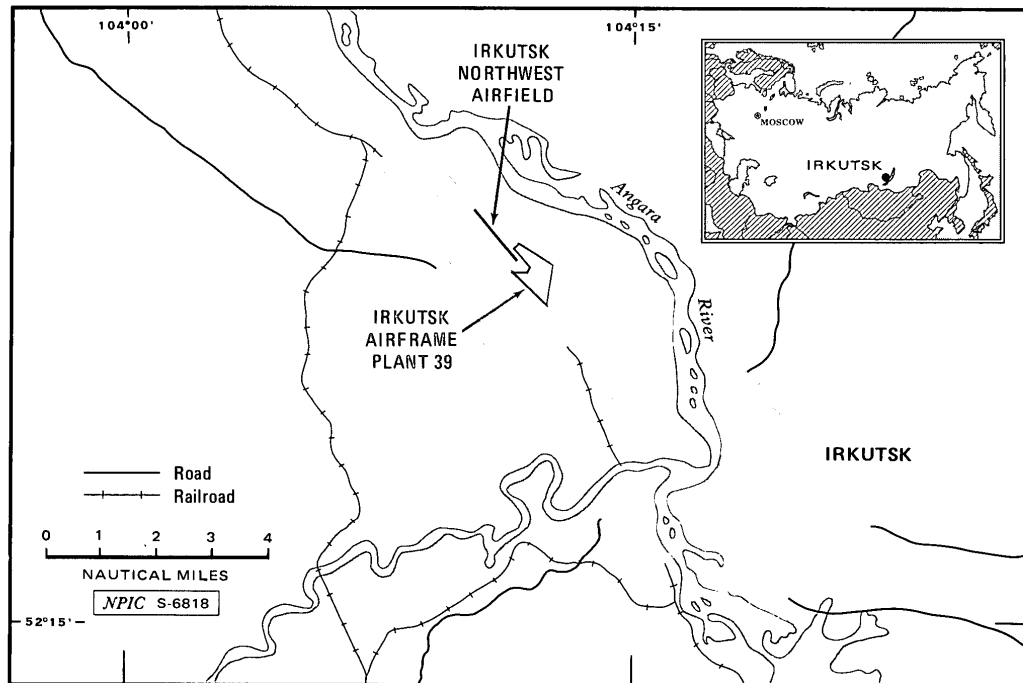 104°00'
104°15'
IRKUTSK
NORTHWEST
AIRFIELD
MOSCOW
IRKUTSK
Angara
River
IRKUTSK
AIRFRAME
PLANT 39
IRKUTSK
Road
Railroad
0 1 2 3 4
NAUTICAL MILES
NPIC S-6818
52°15'